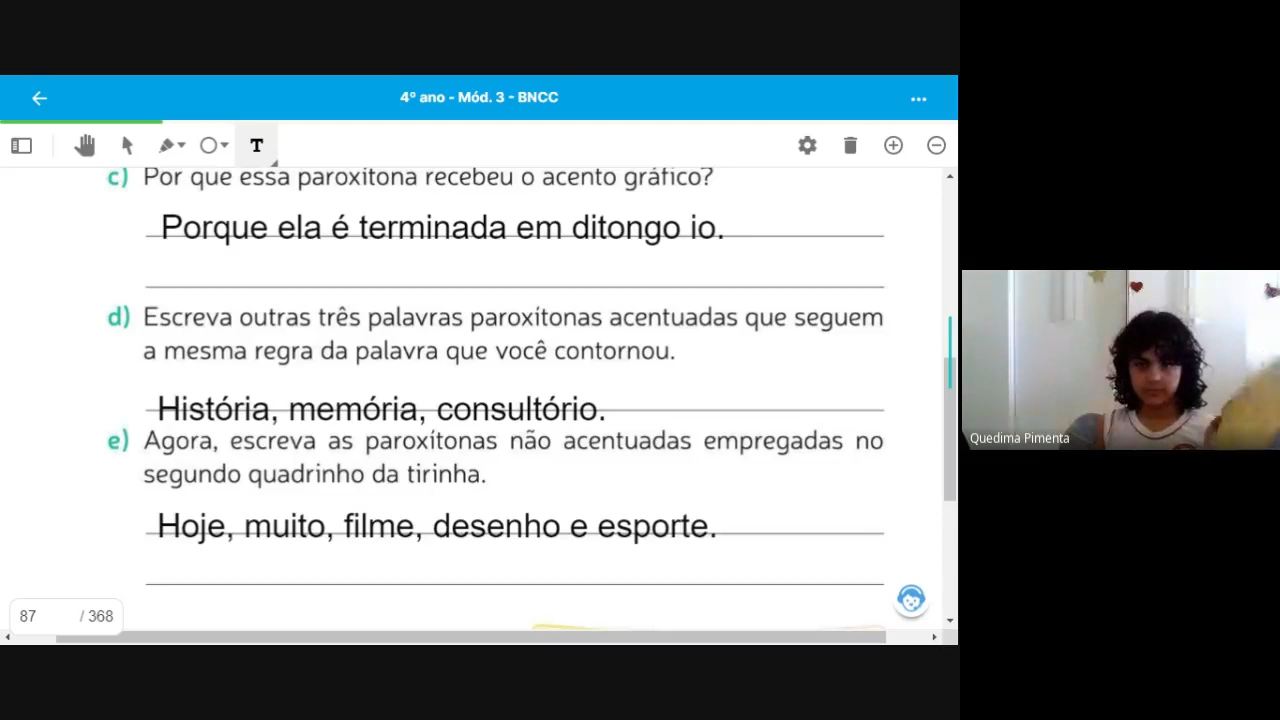 4º ano - Mód. 3 - BNCC
T
c) Por que essa paroxítona recebeu o acento gráfico?
Porque ela é terminada em ditongo io.
d) Escreva outras três palavras paroxítonas acentuadas que seguem
a mesma regra da palavra que você contornou.
História, memória, consultório.
e) Agora, escreva as paroxítonas não acentuadas empregadas no
segundo quadrinho da tirinha.
Hoje, muito, filme, desenho e esporte.
87 / 368
Quedima Pimenta